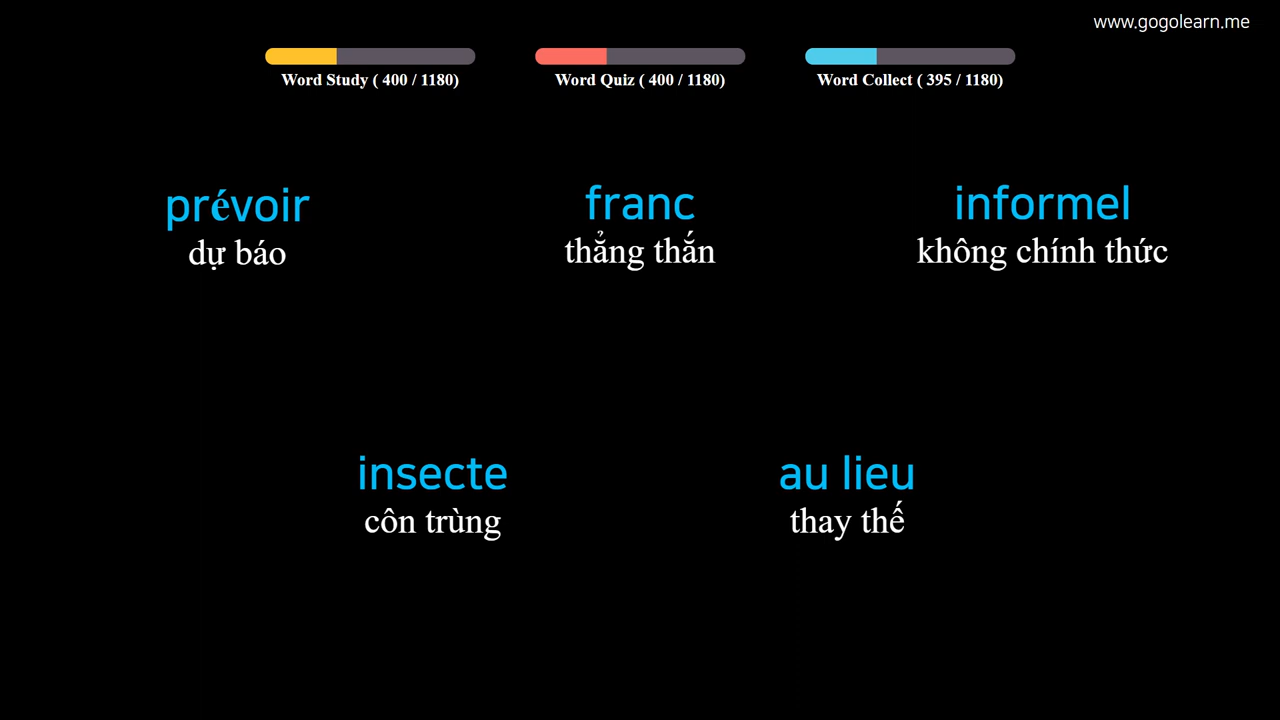 www.gogolearn.me
Word Study ( 400 / 1180)
Word Quiz ( 400 / 1180)
Word Collect ( 395 / 1180)
prévoir
dự báo
franc
thẳng thắn
informel
không chính thức
insecte
côn trùng
au lieu
thay thế